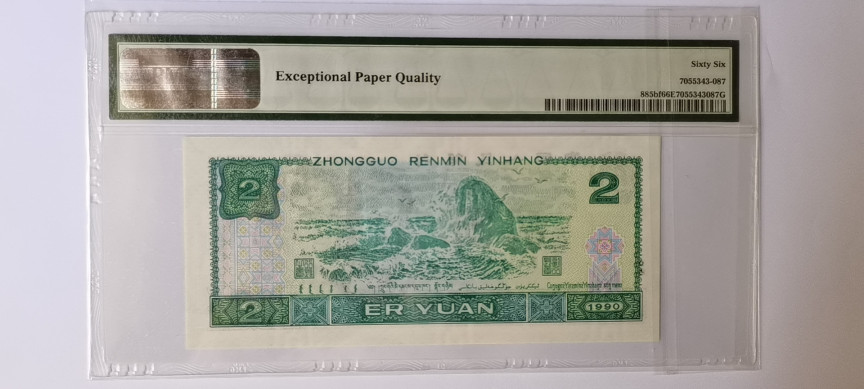 Exceptional Paper Quality
Sixty Six
7055343-087
885bf66E7055343087G
ZHONGGUO RENMIN YINHANG
2 2
2 ER YUAN 1990